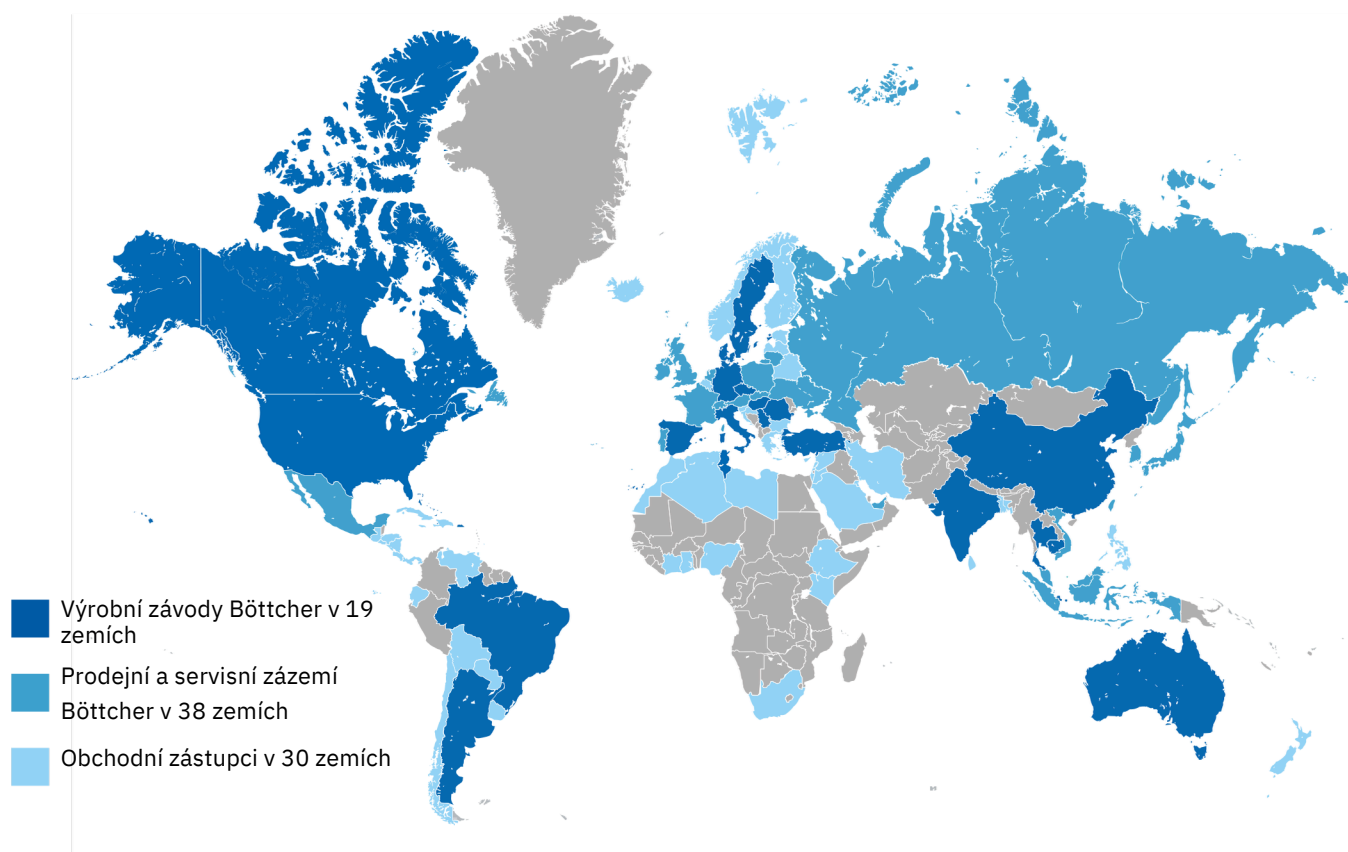 Výrobní závody Böttcher v 19
zemích
Prodejní a servisní zázemí
Böttcher v 38 zemích
Obchodní zástupci v 30 zemích